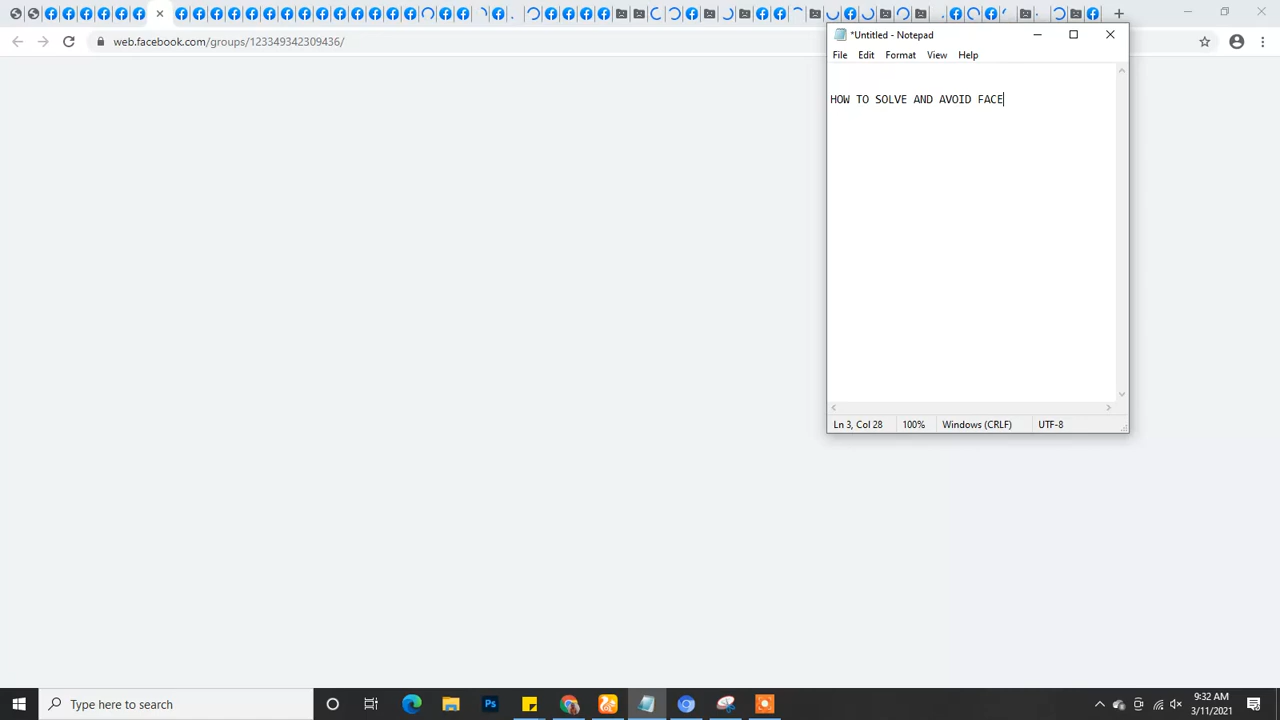 web.facebook.com/groups/123349342309436/
*Untitled - Notepad
File Edit Format View Help
HOW TO SOLVE AND AVOID FACE
Ln 3, Col 28 100% Windows (CRLF) UTF-8
Type here to search
Ps
9:32 AM
3/11/2021